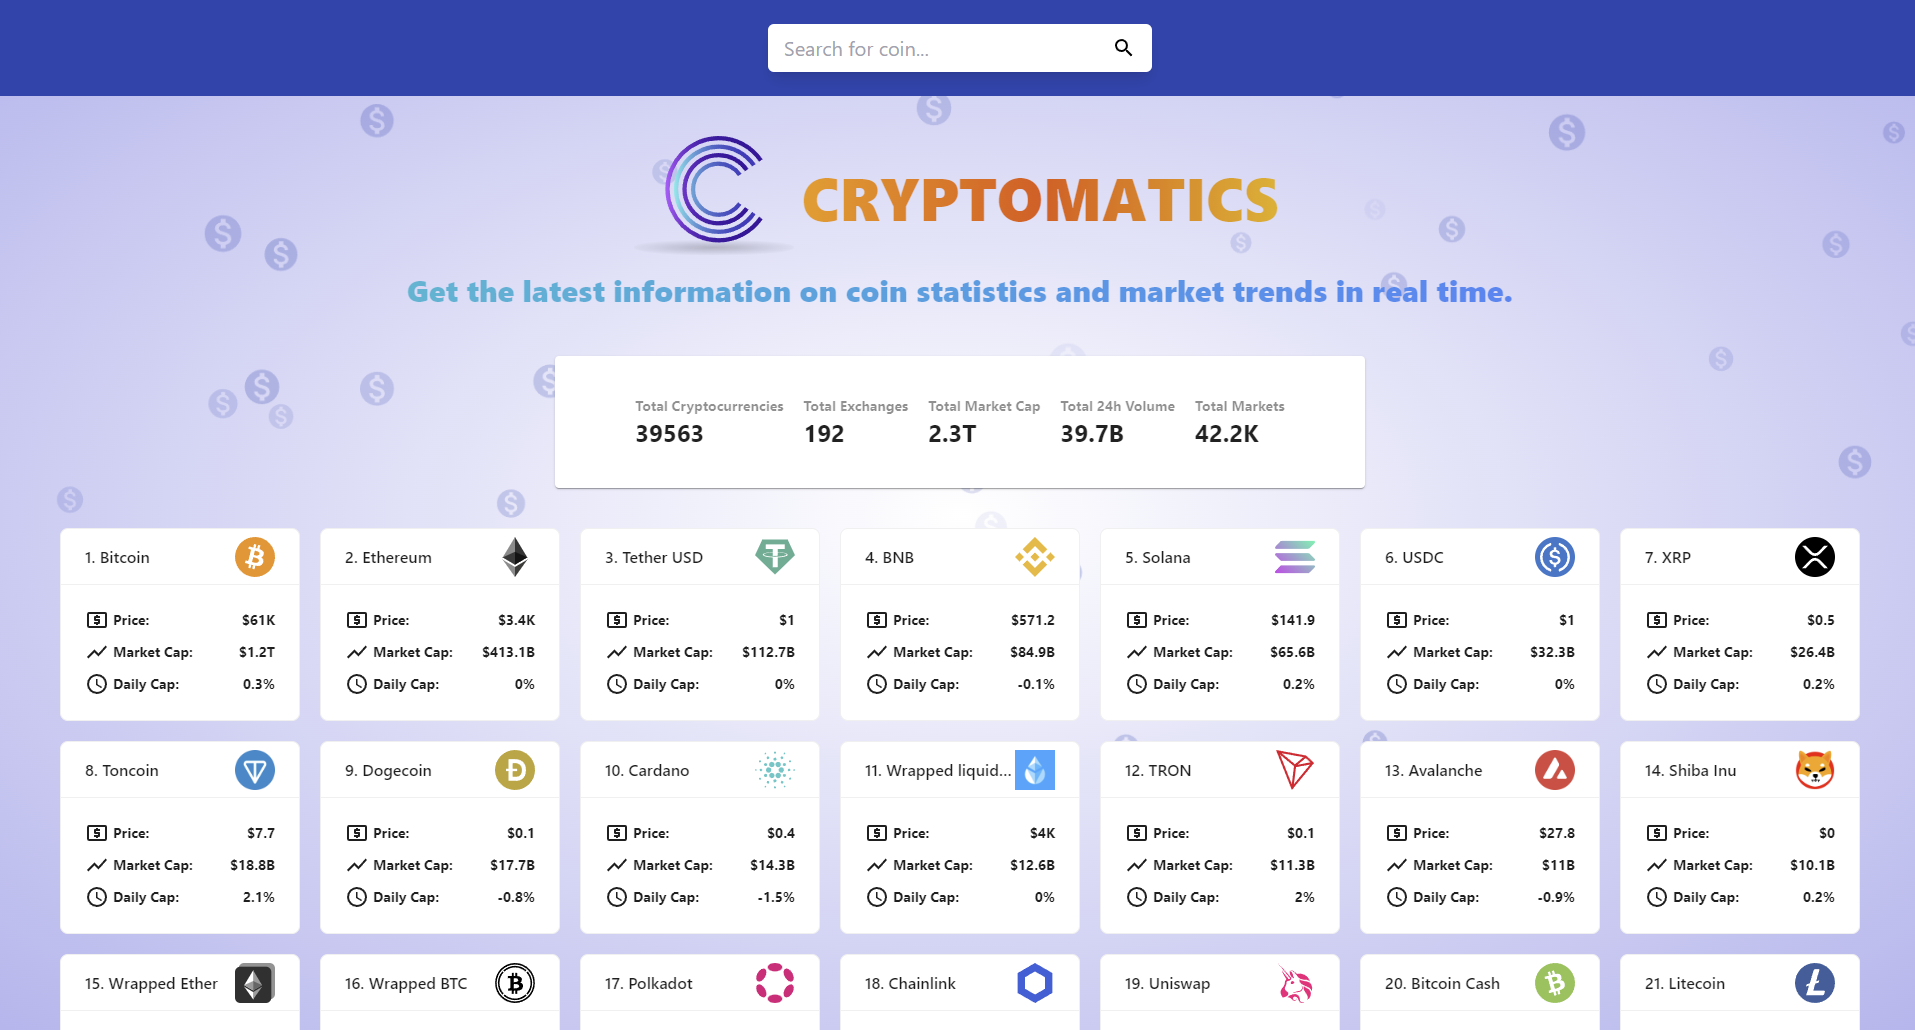 Search for coin...
CRYPTOMATICS
Get the latest information on coin statistics and market trends in real time.
Total Cryptocurrencies Total Exchanges Total Market Cap Total 24h Volume Total Markets
39563 192 2.3T 39.7B 42.2K
1. Bitcoin 2. Ethereum 3. Tether USD 4. BNB 5. Solana 6. USDC 7. XRP
Price: $61K Price: $3.4K Price: $1 Price: $571.2 Price: $141.9 Price: $1 Price: $0.5
Market Cap: $1.2T Market Cap: $413.1B Market Cap: $112.7B Market Cap: $84.9B Market Cap: $65.6B Market Cap: $32.3B Market Cap: $26.4B
Daily Cap: 0.3% Daily Cap: 0% Daily Cap: 0% Daily Cap: -0.1% Daily Cap: 0.2% Daily Cap: 0% Daily Cap: 0.2%
8. Toncoin 9. Dogecoin 10. Cardano 11. Wrapped liquid... 12. TRON 13. Avalanche 14. Shiba Inu
Price: $7.7 Price: $0.1 Price: $0.4 Price: $4K Price: $0.1 Price: $27.8 Price: $0
Market Cap: $18.8B Market Cap: $17.7B Market Cap: $14.3B Market Cap: $12.6B Market Cap: $11.3B Market Cap: $11B Market Cap: $10.1B
Daily Cap: 2.1% Daily Cap: -0.8% Daily Cap: -1.5% Daily Cap: 0% Daily Cap: 2% Daily Cap: -0.9% Daily Cap: 0.2%
15. Wrapped Ether 16. Wrapped BTC 17. Polkadot 18. Chainlink 19. Uniswap 20. Bitcoin Cash 21. Litecoin